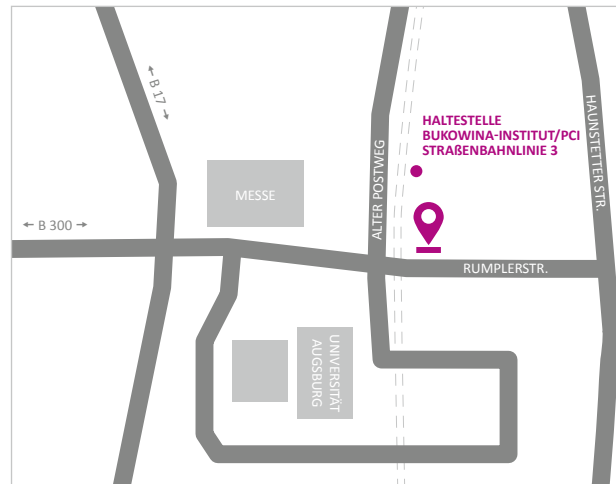 ← B 17 →
HALTESTELLE
BUKOWINA-INSTITUT/PCI
STRAßENBAHNLINIE 3
HAUNSTETTER STR.
ALTER POSTWEG
MESSE
← B 300 →
RUMPLERSTR.
UNIVERSITÄT
AUGSBURG